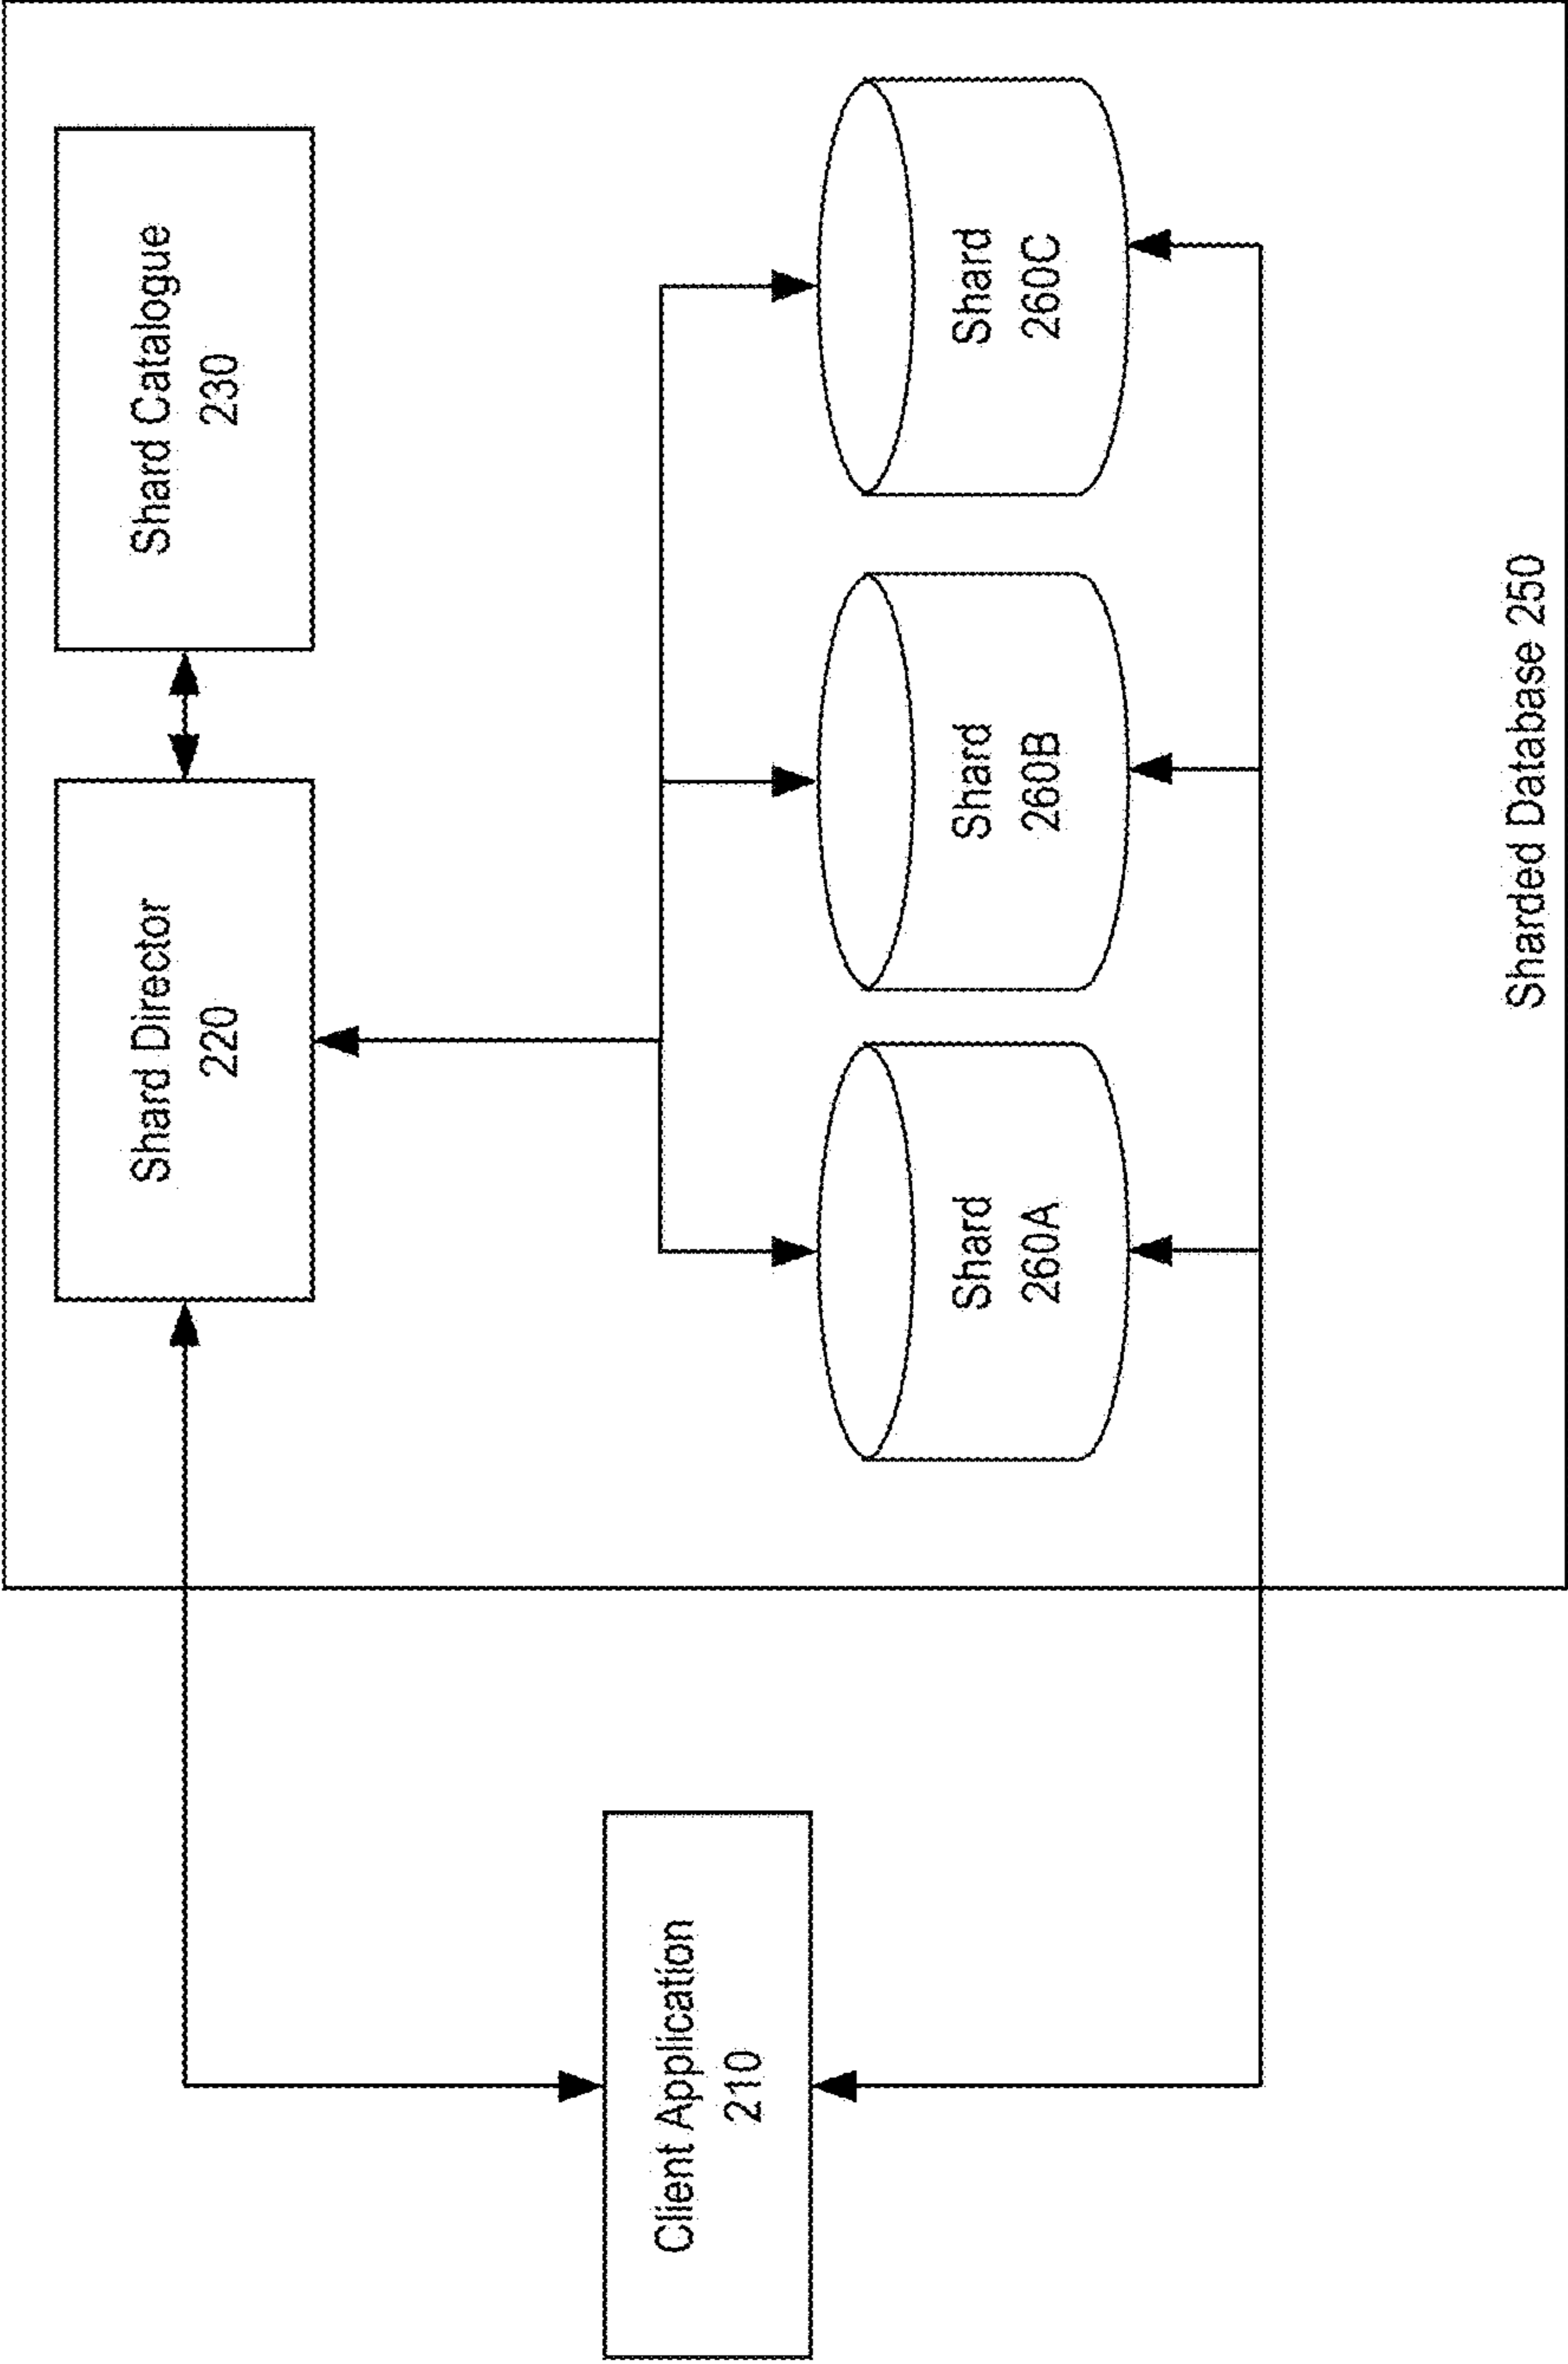 Client Application
210
Shard Director
220
Shard Catalogue
230
Shard
260A
Shard
260B
Shard
260C
Sharded Database 250